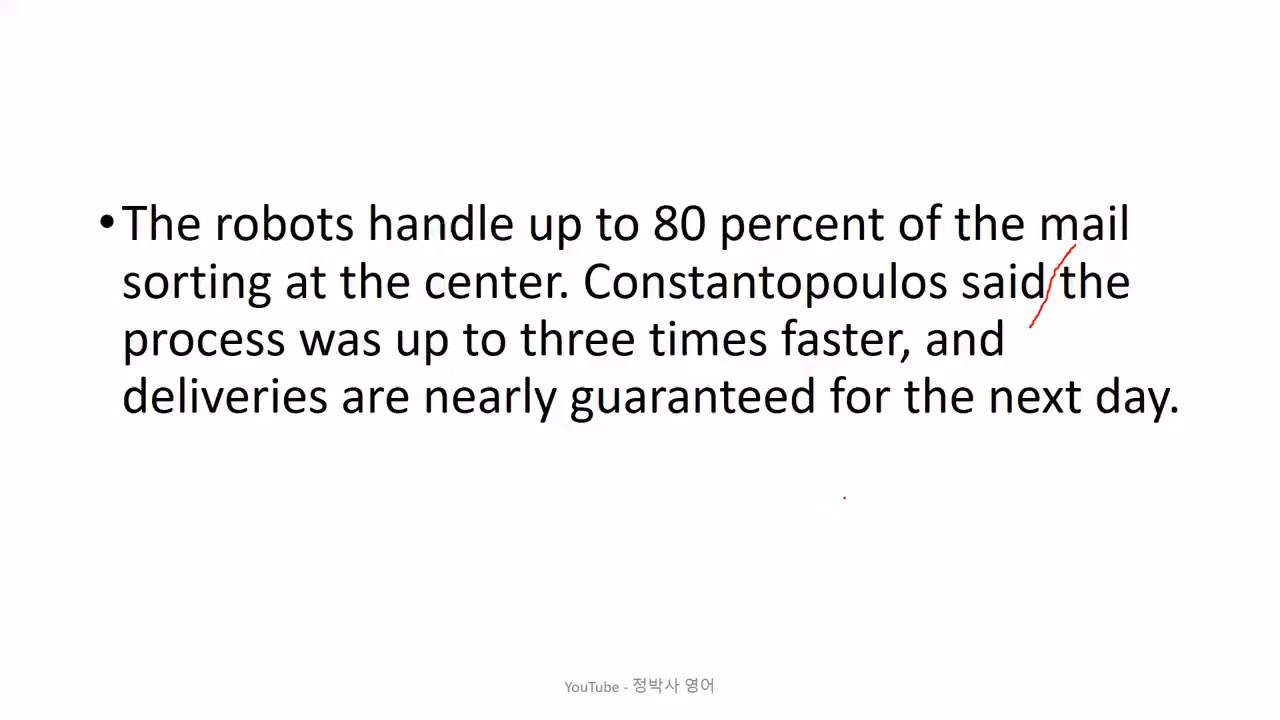 •The robots handle up to 80 percent of the mail
sorting at the center. Constantopoulos said the
process was up to three times faster, and
deliveries are nearly guaranteed for the next day.
YouTube - 정박사 영어